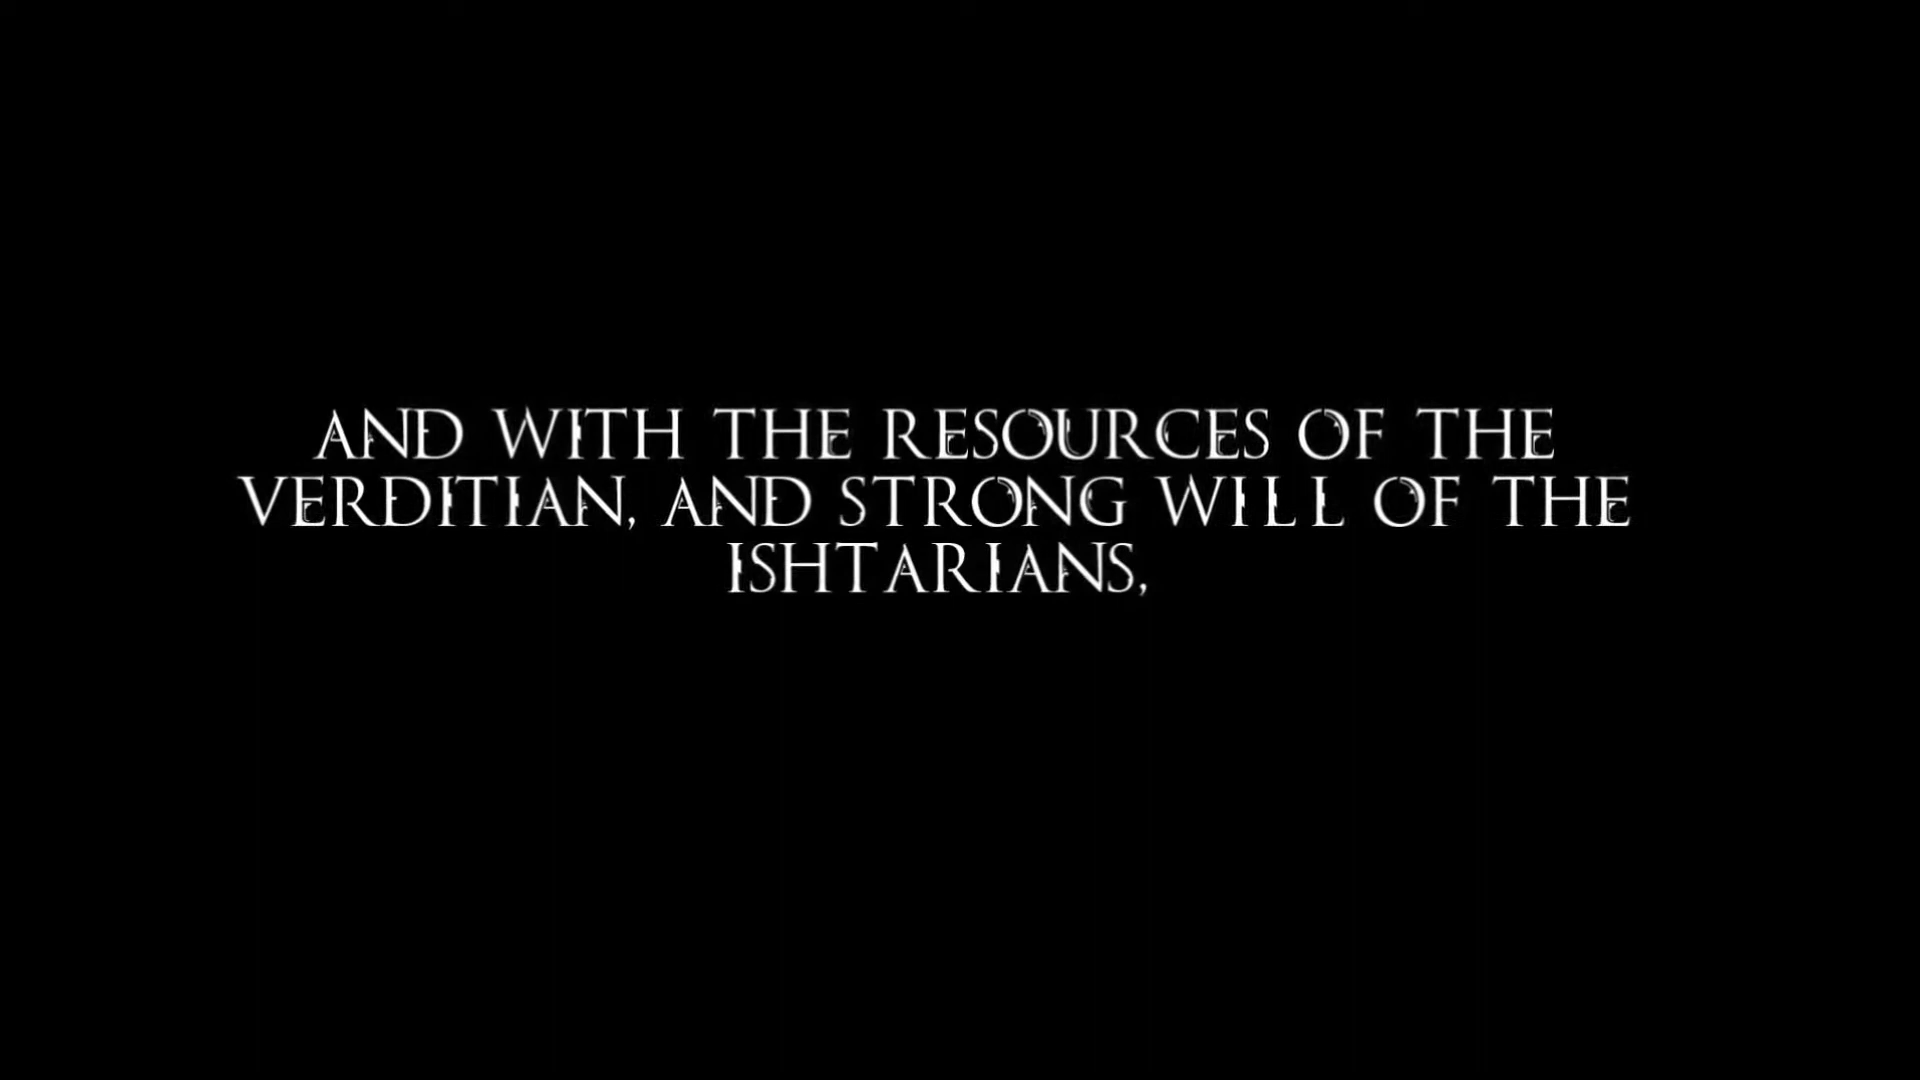 AND WITH THE RESOURCES OF THE
VERDITIAN, AND STRONG WILL OF THE
ISHTARIANS,